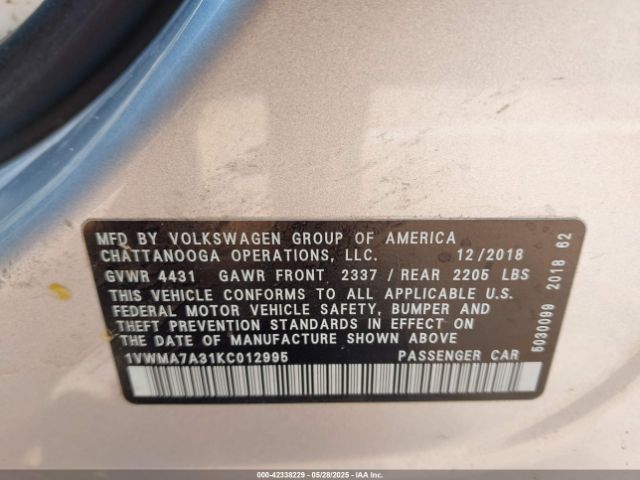 MFD BY VOLKSWAGEN GROUP OF AMERICA
CHATTANOOGA OPERATIONS, LLC. 12/2018
GVWR 4431 GAWR FRONT 2337 / REAR 2205 LBS
THIS VEHICLE CONFORMS TO ALL APPLICABLE U.S.
FEDERAL MOTOR VEHICLE SAFETY, BUMPER AND
THEFT PREVENTION STANDARDS IN EFFECT ON
THE DATE OF MANUFACTURE SHOWN ABOVE
1VWMA7A31KC012995 PASSENGER CAR
5030099 2018 62
000-42338229 - 05/28/2025 - IAA Inc. Copyright